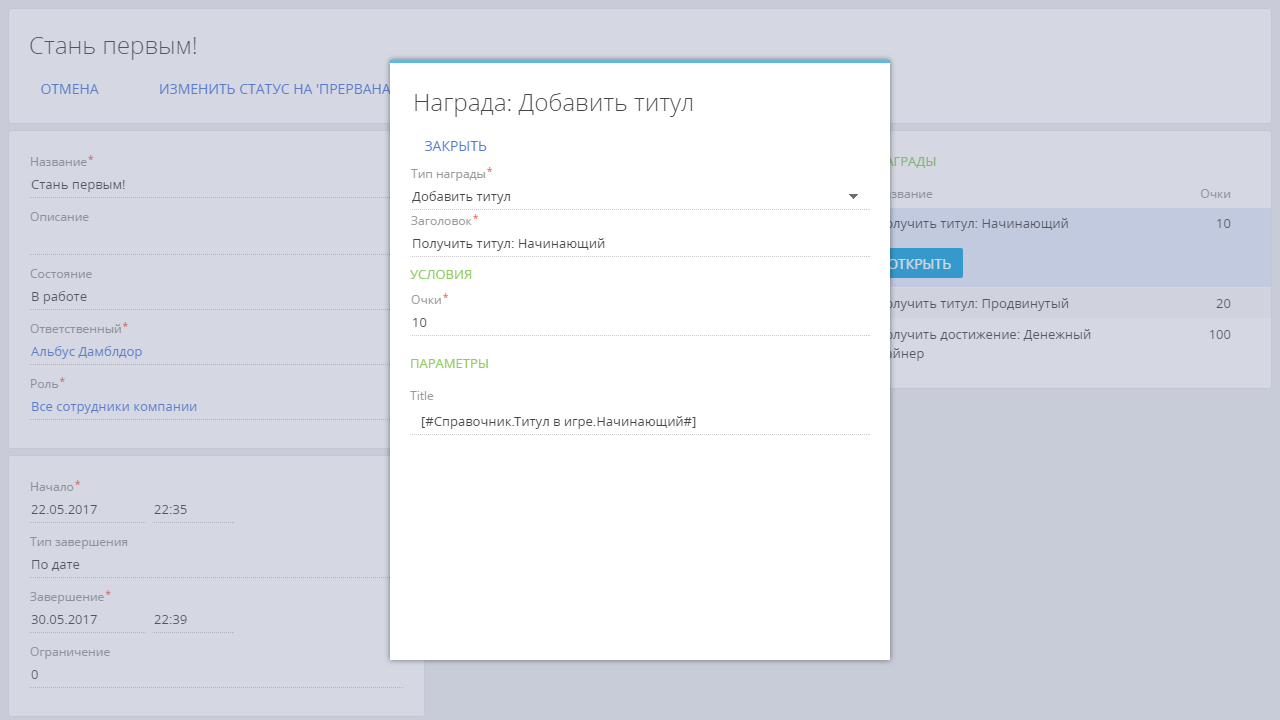 Стань первым!
ОТМЕНА
ИЗМЕНИТЬ СТАТУС НА 'ПРЕРВАНА
Название*
Стань первым!
Описание
Состояние
В работе
Ответственный*
Альбус Дамблдор
Роль*
Все сотрудники компании
Начало*
22.05.2017 22:35
Тип завершения
По дате
Завершение*
30.05.2017 22:39
Ограничение
0
Награда: Добавить титул
ЗАКРЫТЬ
Тип награды*
Добавить титул
Заголовок*
Получить титул: Начинающий
УСЛОВИЯ
Очки*
10
ПАРАМЕТРЫ
Title
[#Справочник.Титул в игре.Начинающий#]
АГРАДЫ
звание Очки
олучить титул: Начинающий 10
ОТКРЫТЬ
олучить титул: Продвинутый 20
олучить достижение: Денежный 100
айнер